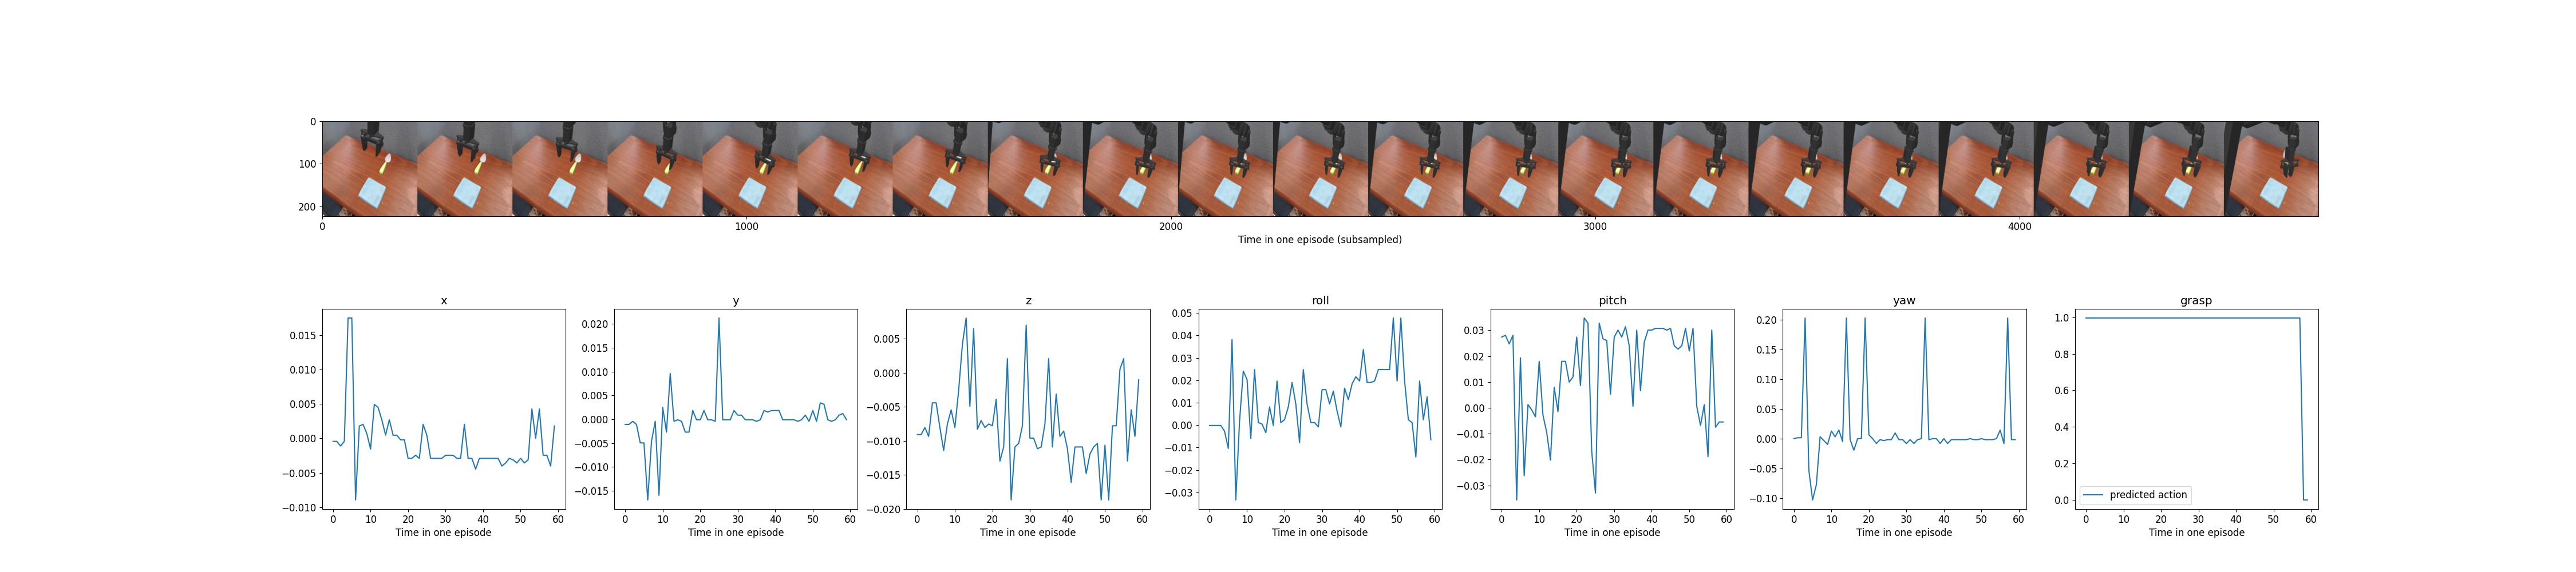 0
100
200
0 1000 2000 3000 4000
Time in one episode (subsampled)
x
0.015
0.010
0.005
0.000
−0.005
−0.010
0 10 20 30 40 50 60
Time in one episode
y
0.020
0.015
0.010
0.005
0.000
−0.005
−0.010
−0.015
0 10 20 30 40 50 60
Time in one episode
z
0.005
0.000
−0.005
−0.010
−0.015
−0.020
0 10 20 30 40 50 60
Time in one episode
roll
0.05
0.04
0.03
0.02
0.01
0.00
−0.01
−0.02
−0.03
0 10 20 30 40 50 60
Time in one episode
pitch
0.03
0.02
0.01
0.00
−0.01
−0.02
−0.03
0 10 20 30 40 50 60
Time in one episode
yaw
0.20
0.15
0.10
0.05
0.00
−0.05
−0.10
0 10 20 30 40 50 60
Time in one episode
grasp
1.0
0.8
0.6
0.4
0.2
0.0
predicted action
0 10 20 30 40 50 60
Time in one episode